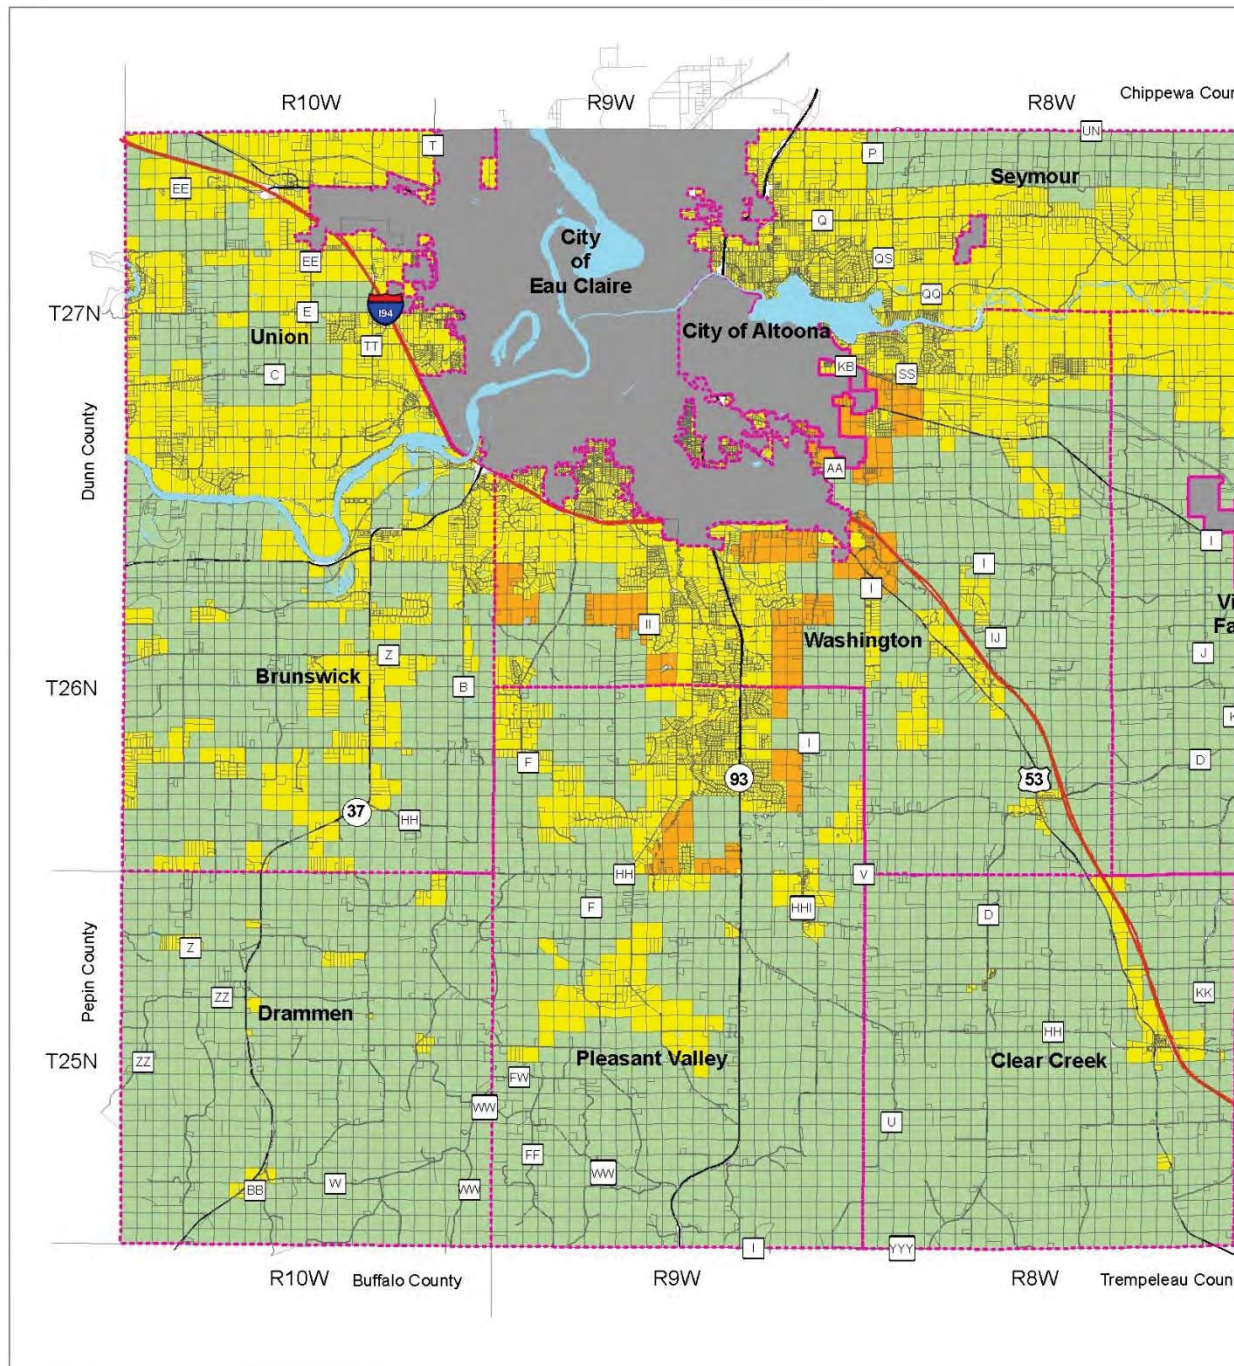 R10W
R9W
R8W
Chippewa Cour
UN
T
P
Seymour
EE
Q
City
of
Eau Claire
EE
QS
QQ
T27N
E
I94
Union
TT
City of Altoona
C
KB
SS
Dunn County
AA
I
I
I
II
Vi
Fa
IJ
Washington
J
Z
Brunswick
T26N
B
K
I
F
D
93
53
37
HH
HH
V
F
HHI
D
Z
Pepin County
ZZ
KK
Drammen
HH
T25N
ZZ
Pleasant Valley
Clear Creek
FW
WW
U
FF
WW
BB
W
WW
I
YYY
R10W
Buffalo County
R9W
R8W
Trempeleau Coun